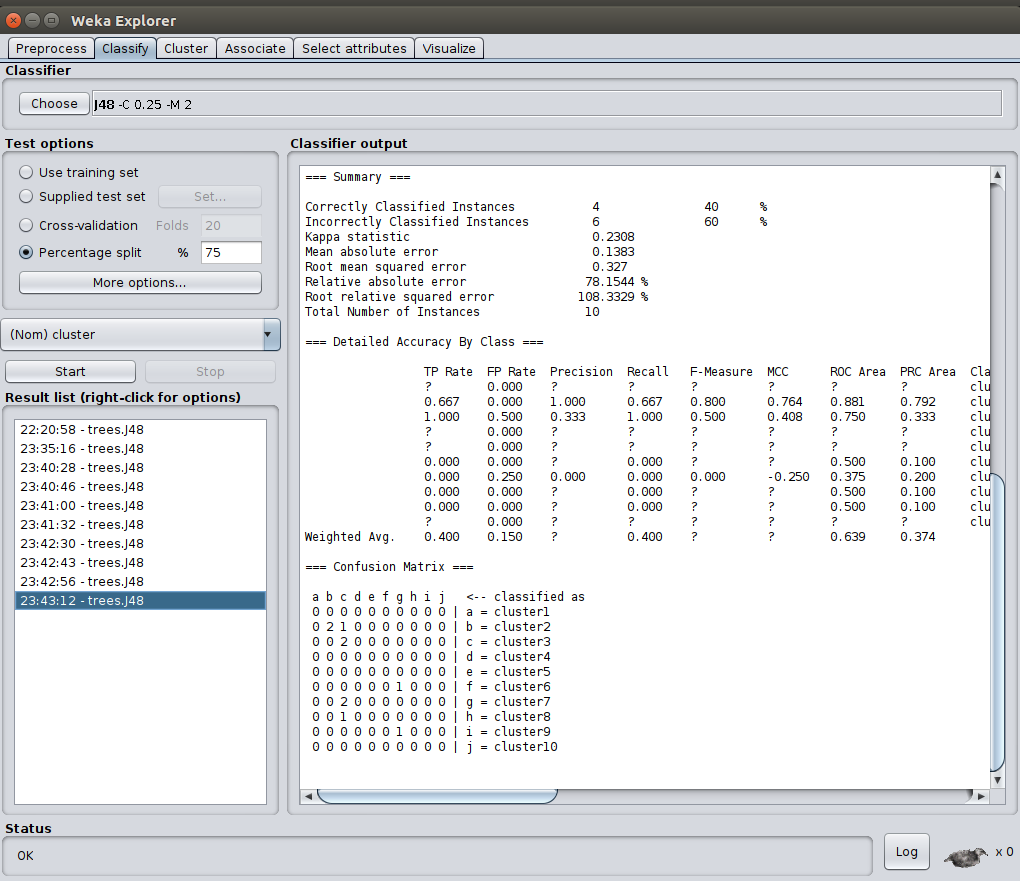 Weka Explorer
Preprocess Classify Cluster Associate Select attributes Visualize
Classifier
Choose J48 -C 0.25 -M 2
Test options
Use training set
Supplied test set Set...
Cross-validation Folds 20
Percentage split % 75
More options...
(Nom) cluster
Start Stop
Result list (right-click for options)
22:20:58 - trees.J48
23:35:16 - trees.J48
23:40:28 - trees.J48
23:40:46 - trees.J48
23:41:00 - trees.J48
23:41:32 - trees.J48
23:42:30 - trees.J48
23:42:43 - trees.J48
23:42:56 - trees.J48
23:43:12 - trees.J48
Classifier output
=== Summary ===
Correctly Classified Instances 4 40 %
Incorrectly Classified Instances 6 60 %
Kappa statistic 0.2308
Mean absolute error 0.1383
Root mean squared error 0.327
Relative absolute error 78.1544 %
Root relative squared error 108.3329 %
Total Number of Instances 10
=== Detailed Accuracy By Class ===
TP Rate FP Rate Precision Recall F-Measure MCC ROC Area PRC Area Cla
? 0.000 ? ? ? ? ? ? clu
0.667 0.000 1.000 0.667 0.800 0.764 0.881 0.792 clu
1.000 0.500 0.333 1.000 0.500 0.408 0.750 0.333 clu
? 0.000 ? ? ? ? ? ? clu
? 0.000 ? ? ? ? ? ? clu
0.000 0.000 ? 0.000 ? ? 0.500 0.100 clu
0.000 0.250 0.000 0.000 0.000 -0.250 0.375 0.200 clu
0.000 0.000 ? 0.000 ? ? 0.500 0.100 clu
0.000 0.000 ? 0.000 ? ? 0.500 0.100 clu
? 0.000 ? ? ? ? ? ? clu
Weighted Avg. 0.400 0.150 ? 0.400 ? ? 0.639 0.374
=== Confusion Matrix ===
a b c d e f g h i j <-- classified as
0 0 0 0 0 0 0 0 0 0 | a = cluster1
0 2 1 0 0 0 0 0 0 0 | b = cluster2
0 0 2 0 0 0 0 0 0 0 | c = cluster3
0 0 0 0 0 0 0 0 0 0 | d = cluster4
0 0 0 0 0 0 0 0 0 0 | e = cluster5
0 0 0 0 0 0 1 0 0 0 | f = cluster6
0 0 2 0 0 0 0 0 0 0 | g = cluster7
0 0 1 0 0 0 0 0 0 0 | h = cluster8
0 0 0 0 0 0 1 0 0 0 | i = cluster9
0 0 0 0 0 0 0 0 0 0 | j = cluster10
Status
OK
Log
x 0